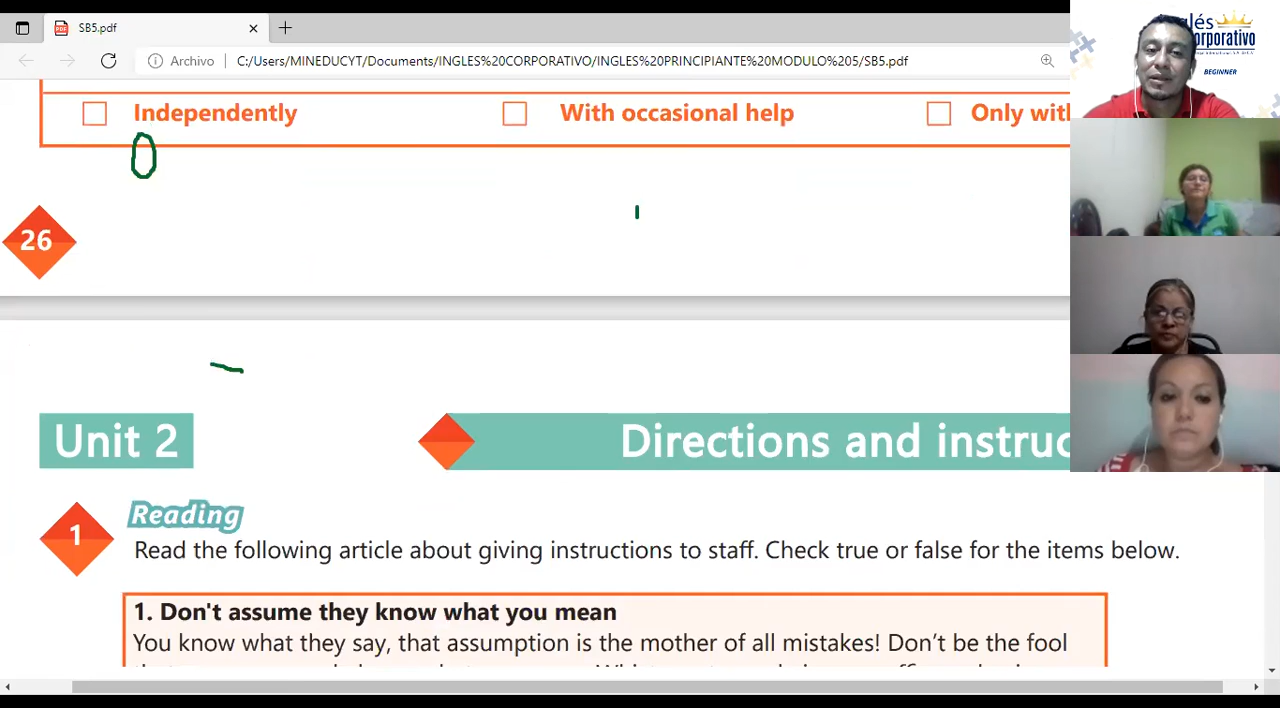 SB5.pdf
Archivo
C:/Users/MINEDUCYT/Documents/INGLES%20CORPORATIVO/INGLES%20PRINCIPIANTE%20MODULO%205/SB5.pdf
Independently
With occasional help
Only with
26
Unit 2
Directions and instruc
Reading
1
Read the following article about giving instructions to staff. Check true or false for the items below.
1. Don't assume they know what you mean
You know what they say, that assumption is the mother of all mistakes! Don’t be the fool
Inglés
corporativo
BEGINNER